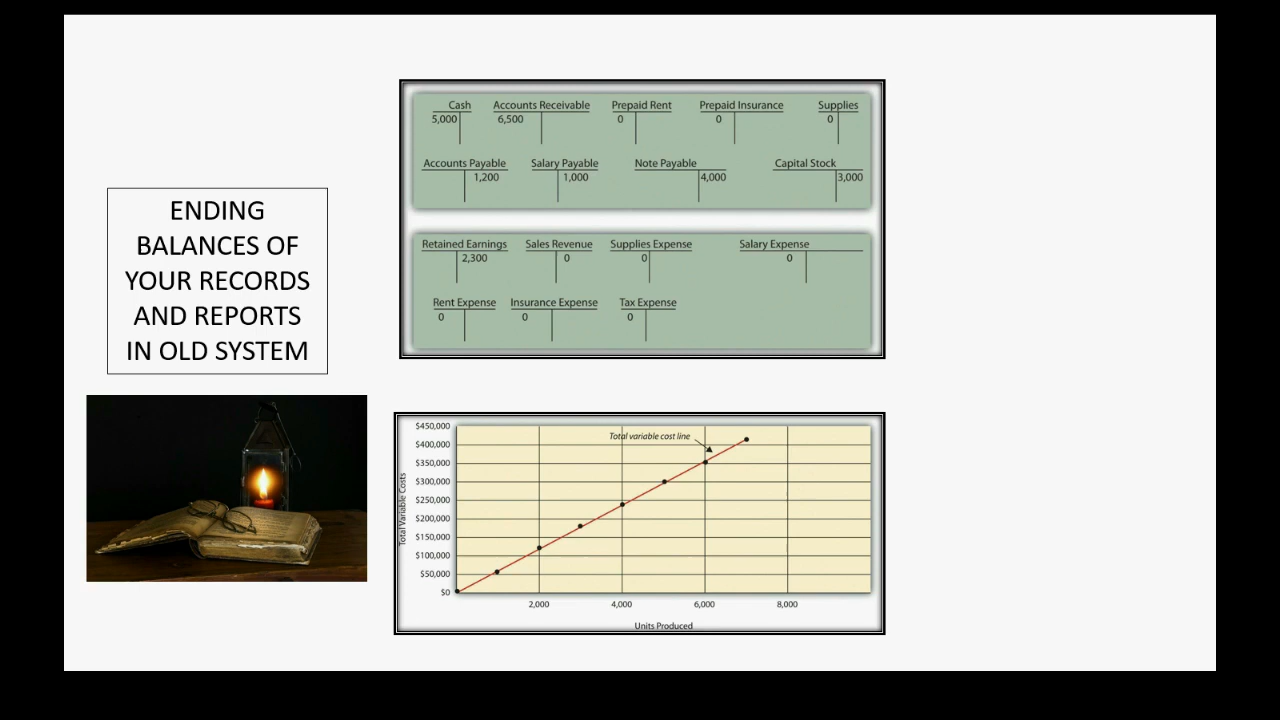 ENDING
BALANCES OF
YOUR RECORDS
AND REPORTS
IN OLD SYSTEM
Cash Accounts Receivable Prepaid Rent Prepaid Insurance Supplies
5,000 6,500 0 0 0
Accounts Payable Salary Payable Note Payable Capital Stock
1,200 1,000 4,000 3,000
Retained Earnings Sales Revenue Supplies Expense Salary Expense
2,300 0 0 0
Rent Expense Insurance Expense Tax Expense
0 0 0
Total Variable Costs
$450,000
$400,000
$350,000
$300,000
$250,000
$200,000
$150,000
$100,000
$50,000
$0
Total variable cost line
2,000 4,000 6,000 8,000
Units Produced